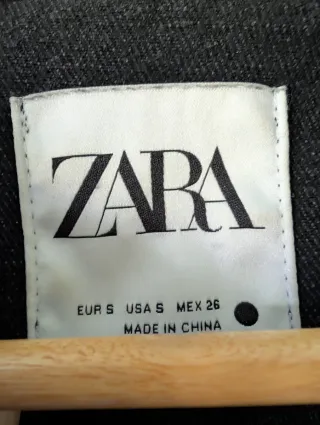 ZARA
EUR S USA S MEX 26
MADE IN CHINA